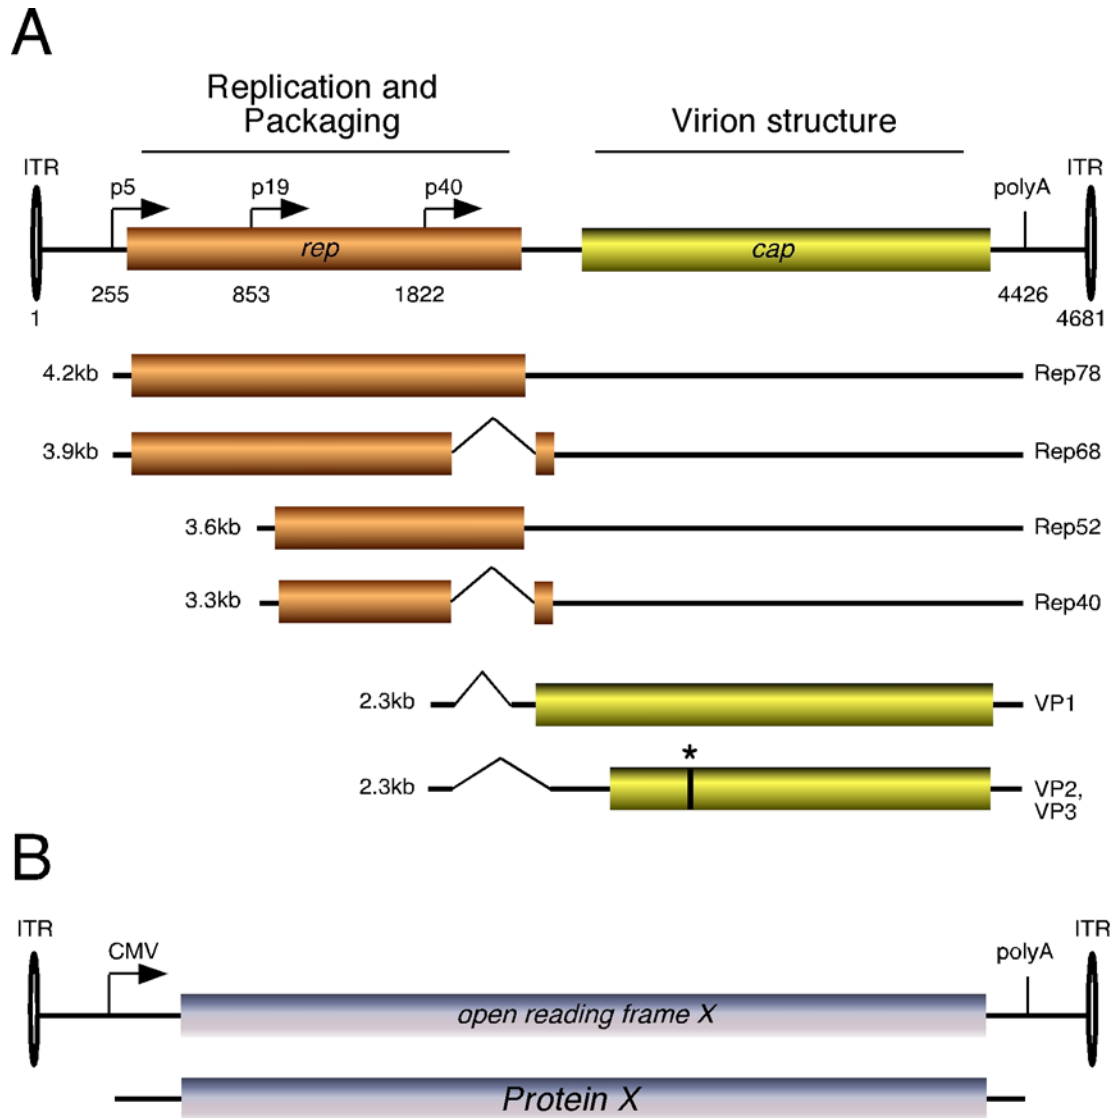 A
Replication and
Packaging
Virion structure
ITR
p5
p19
p40
polyA
ITR
rep
cap
255
853
1822
4426
1
4681
4.2kb
Rep78
3.9kb
Rep68
3.6kb
Rep52
3.3kb
Rep40
2.3kb
VP1
*
2.3kb
VP2,
VP3
B
ITR
CMV
polyA
ITR
open reading frame X
Protein X